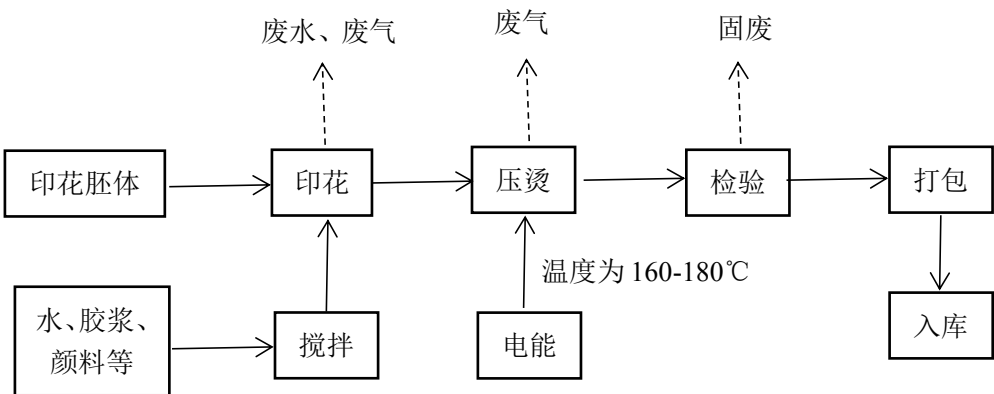 废水、废气
废气
固废
印花胚体
印花
压烫
检验
打包
温度为 160-180℃
水、胶浆、
颜料等
搅拌
电能
入库